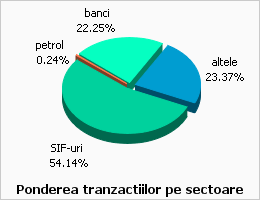 banci
22.25%
petrol
0.24%
altele
23.37%
SIF-uri
54.14%
Ponderea tranzactiilor pe sectoare